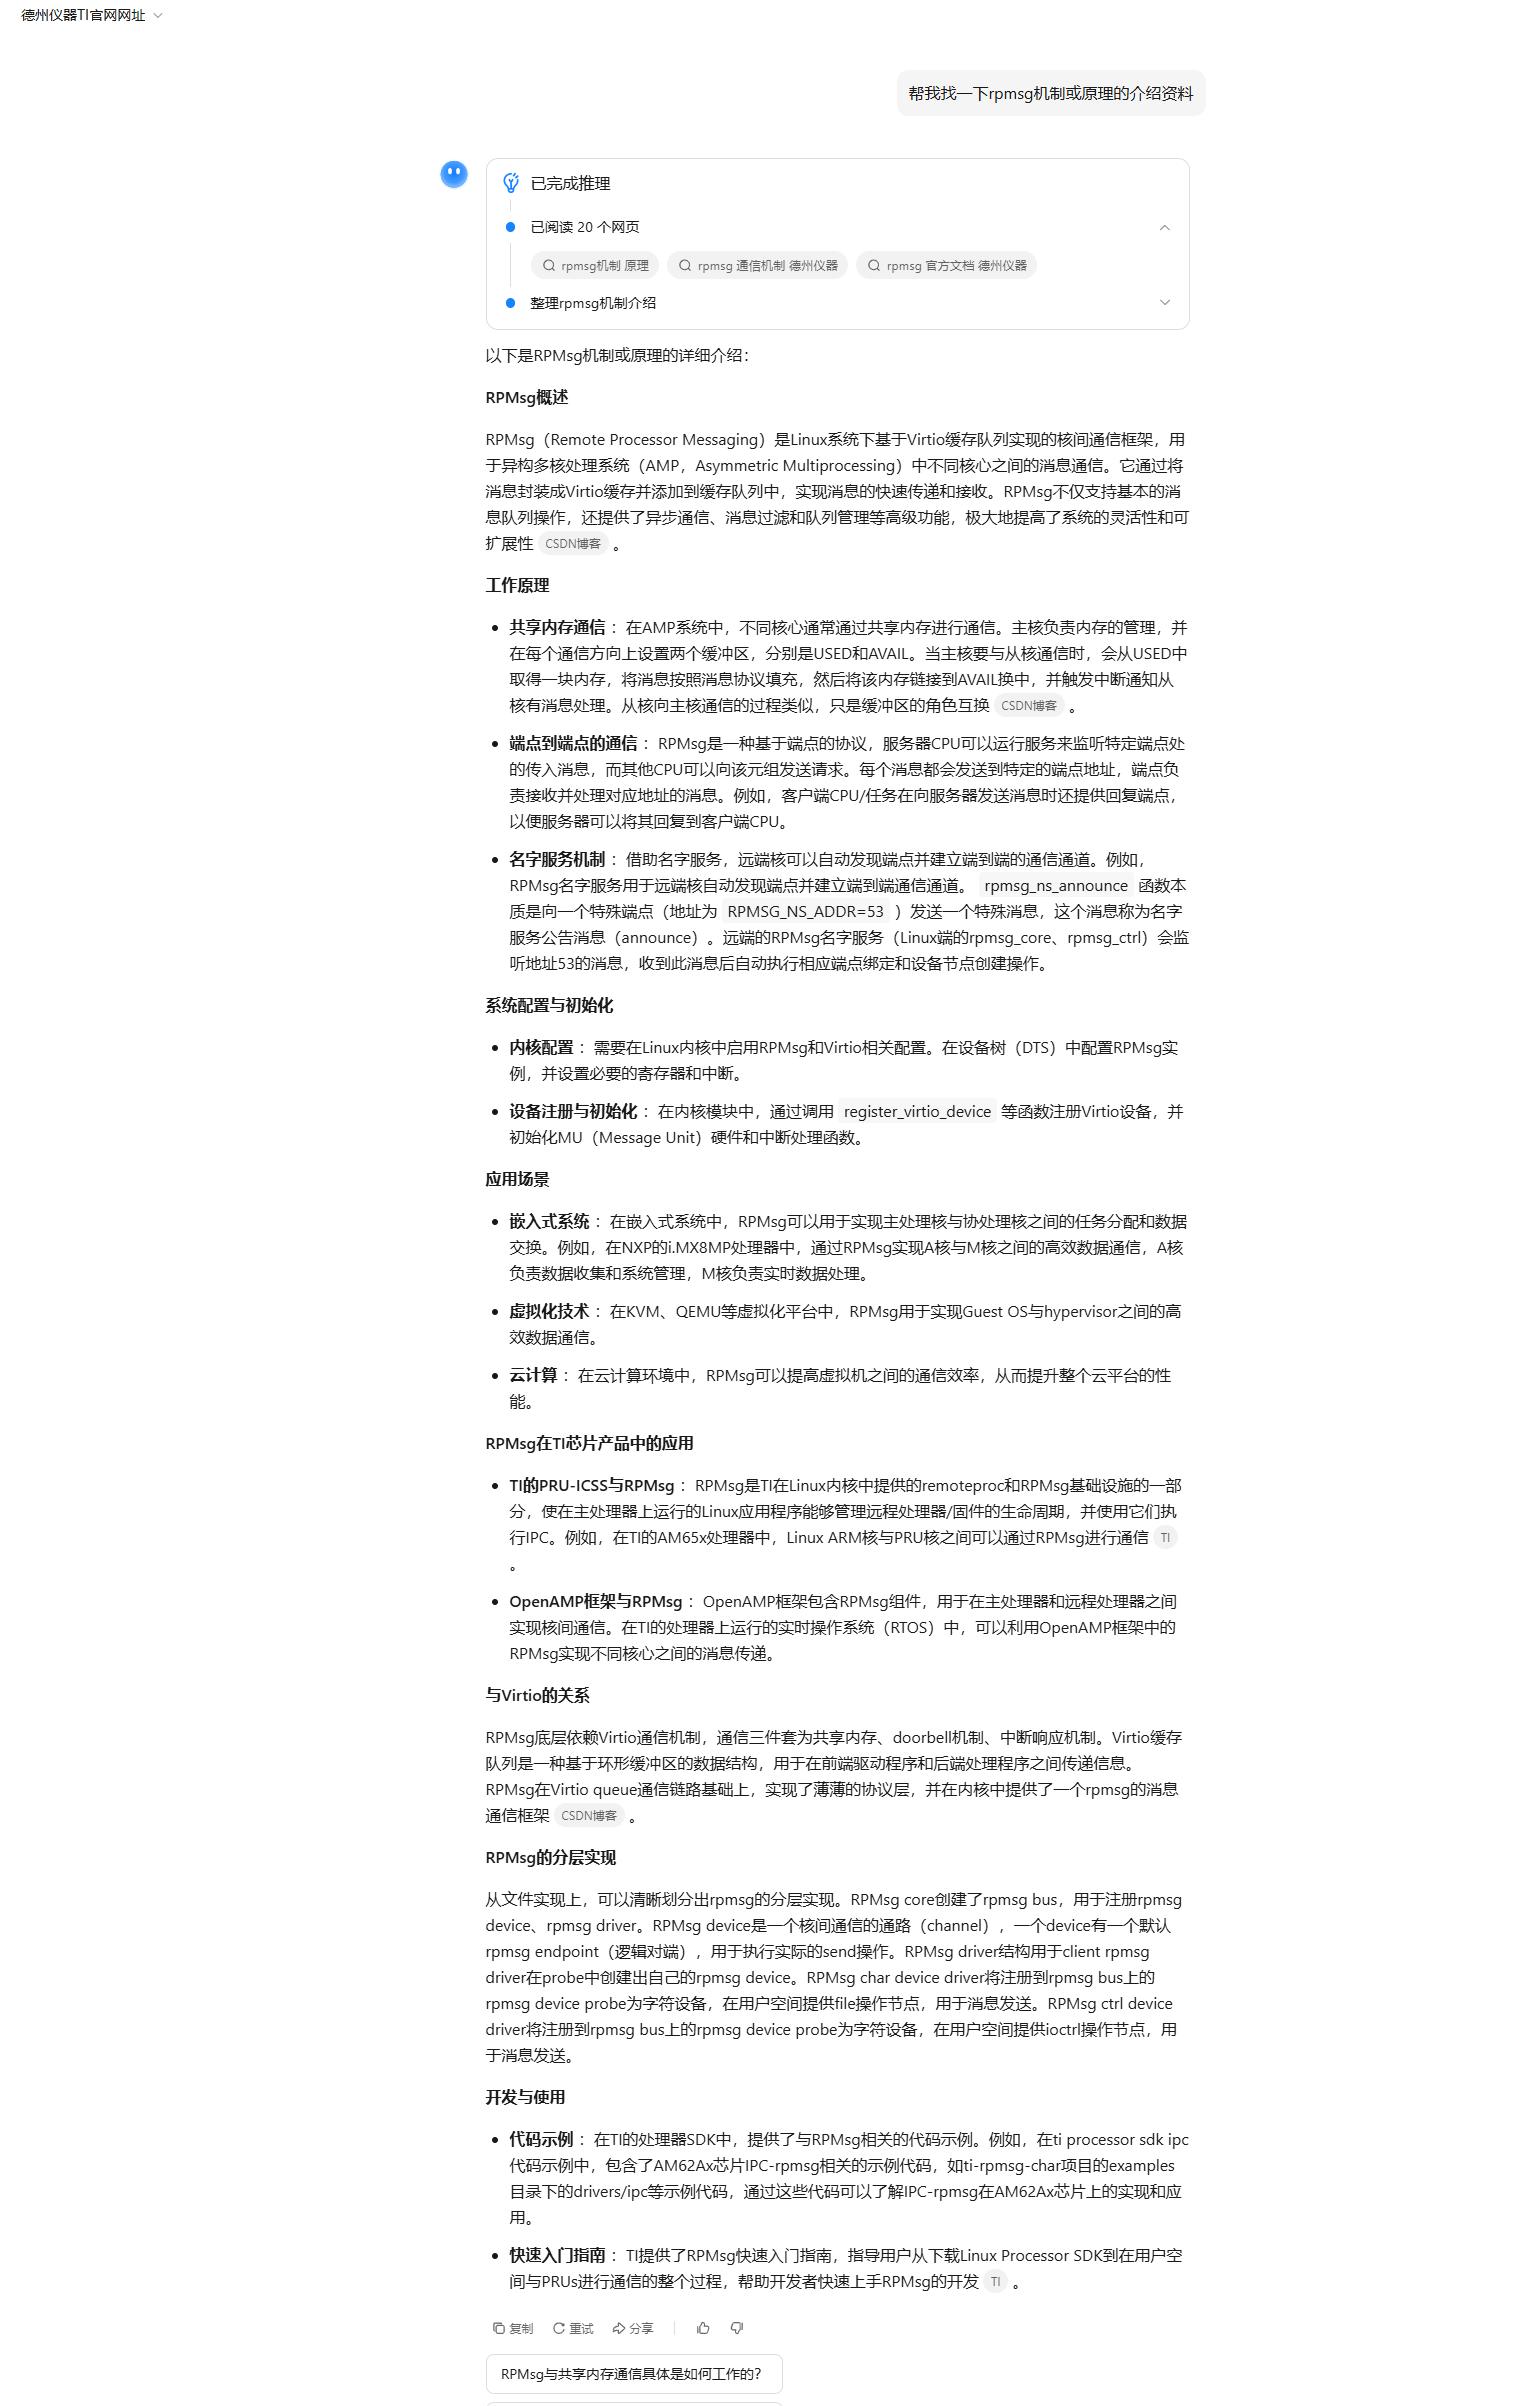 德州仪器TI官网网址
帮我找一下rpmsg机制或原理的介绍资料
已完成推理
已阅读 20 个网页
rpmsg机制 原理 rpmsg 通信机制 德州仪器 rpmsg 官方文档 德州仪器
整理rpmsg机制介绍
以下是RPMsg机制或原理的详细介绍：
RPMsg概述
RPMsg（Remote Processor Messaging）是Linux系统下基于Virtio缓存队列实现的核间通信框架，用
于异构多核处理系统（AMP，Asymmetric Multiprocessing）中不同核心之间的消息通信。它通过将
消息封装成Virtio缓存并添加到缓存队列中，实现消息的快速传递和接收。RPMsg不仅支持基本的消
息队列操作，还提供了异步通信、消息过滤和队列管理等高级功能，极大地提高了系统的灵活性和可
扩展性 CSDN博客 。
工作原理
• 共享内存通信 ：在AMP系统中，不同核心通常通过共享内存进行通信。主核负责内存的管理，并
在每个通信方向上设置两个缓冲区，分别是USED和AVAIL。当主核要与从核通信时，会从USED中
取得一块内存，将消息按照消息协议填充，然后将该内存链接到AVAIL换中，并触发中断通知从
核有消息处理。从核向主核通信的过程类似，只是缓冲区的角色互换 CSDN博客 。
• 端点到端点的通信 ：RPMsg是一种基于端点的协议，服务器CPU可以运行服务来监听特定端点处
的传入消息，而其他CPU可以向该元组发送请求。每个消息都会发送到特定的端点地址，端点负
责接收并处理对应地址的消息。例如，客户端CPU/任务在向服务器发送消息时还提供回复端点，
以便服务器可以将其回复到客户端CPU。
• 名字服务机制 ：借助名字服务，远端核可以自动发现端点并建立端到端的通信通道。例如，
RPMsg名字服务用于远端核自动发现端点并建立端到端通信通道。 rpmsg_ns_announce 函数本
质是向一个特殊端点（地址为 RPMSG_NS_ADDR=53 ）发送一个特殊消息，这个消息称为名字
服务公告消息（announce）。远端的RPMsg名字服务（Linux端的rpmsg_core、rpmsg_ctrl）会监
听地址53的消息，收到此消息后自动执行相应端点绑定和设备节点创建操作。
系统配置与初始化
• 内核配置 ：需要在Linux内核中启用RPMsg和Virtio相关配置。在设备树（DTS）中配置RPMsg实
例，并设置必要的寄存器和中断。
• 设备注册与初始化 ：在内核模块中，通过调用 register_virtio_device 等函数注册Virtio设备，并
初始化MU（Message Unit）硬件和中断处理函数。
应用场景
• 嵌入式系统 ：在嵌入式系统中，RPMsg可以用于实现主处理核与协处理核之间的任务分配和数据
交换。例如，在NXP的i.MX8MP处理器中，通过RPMsg实现A核与M核之间的高效数据通信，A核
负责数据收集和系统管理，M核负责实时数据处理。
• 虚拟化技术 ：在KVM、QEMU等虚拟化平台中，RPMsg用于实现Guest OS与hypervisor之间的高
效数据通信。
• 云计算 ：在云计算环境中，RPMsg可以提高虚拟机之间的通信效率，从而提升整个云平台的性
能。
RPMsg在TI芯片产品中的应用
• TI的PRU-ICSS与RPMsg ：RPMsg是TI在Linux内核中提供的remoteproc和RPMsg基础设施的一部
分，使在主处理器上运行的Linux应用程序能够管理远程处理器/固件的生命周期，并使用它们执
行IPC。例如，在TI的AM65x处理器中，Linux ARM核与PRU核之间可以通过RPMsg进行通信 TI
。
• OpenAMP框架与RPMsg ：OpenAMP框架包含RPMsg组件，用于在主处理器和远程处理器之间
实现核间通信。在TI的处理器上运行的实时操作系统（RTOS）中，可以利用OpenAMP框架中的
RPMsg实现不同核心之间的消息传递。
与Virtio的关系
RPMsg底层依赖Virtio通信机制，通信三件套为共享内存、doorbell机制、中断响应机制。Virtio缓存
队列是一种基于环形缓冲区的数据结构，用于在前端驱动程序和后端处理程序之间传递信息。
RPMsg在Virtio queue通信链路基础上，实现了薄薄的协议层，并在内核中提供了一个rpmsg的消息
通信框架 CSDN博客 。
RPMsg的分层实现
从文件实现上，可以清晰划分出rpmsg的分层实现。RPMsg core创建了rpmsg bus，用于注册rpmsg
device、rpmsg driver。RPMsg device是一个核间通信的通路（channel），一个device有一个默认
rpmsg endpoint（逻辑对端），用于执行实际的send操作。RPMsg driver结构用于client rpmsg
driver在probe中创建出自己的rpmsg device。RPMsg char device driver将注册到rpmsg bus上的
rpmsg device probe为字符设备，在用户空间提供file操作节点，用于消息发送。RPMsg ctrl device
driver将注册到rpmsg bus上的rpmsg device probe为字符设备，在用户空间提供ioctrl操作节点，用
于消息发送。
开发与使用
• 代码示例 ：在TI的处理器SDK中，提供了与RPMsg相关的代码示例。例如，在ti processor sdk ipc
代码示例中，包含了AM62Ax芯片IPC-rpmsg相关的示例代码，如ti-rpmsg-char项目的examples
目录下的drivers/ipc等示例代码，通过这些代码可以了解IPC-rpmsg在AM62Ax芯片上的实现和应
用。
• 快速入门指南 ：TI提供了RPMsg快速入门指南，指导用户从下载Linux Processor SDK到在用户空
间与PRUs进行通信的整个过程，帮助开发者快速上手RPMsg的开发 TI 。
复制 重试 分享
RPMsg与共享内存通信具体是如何工作的？